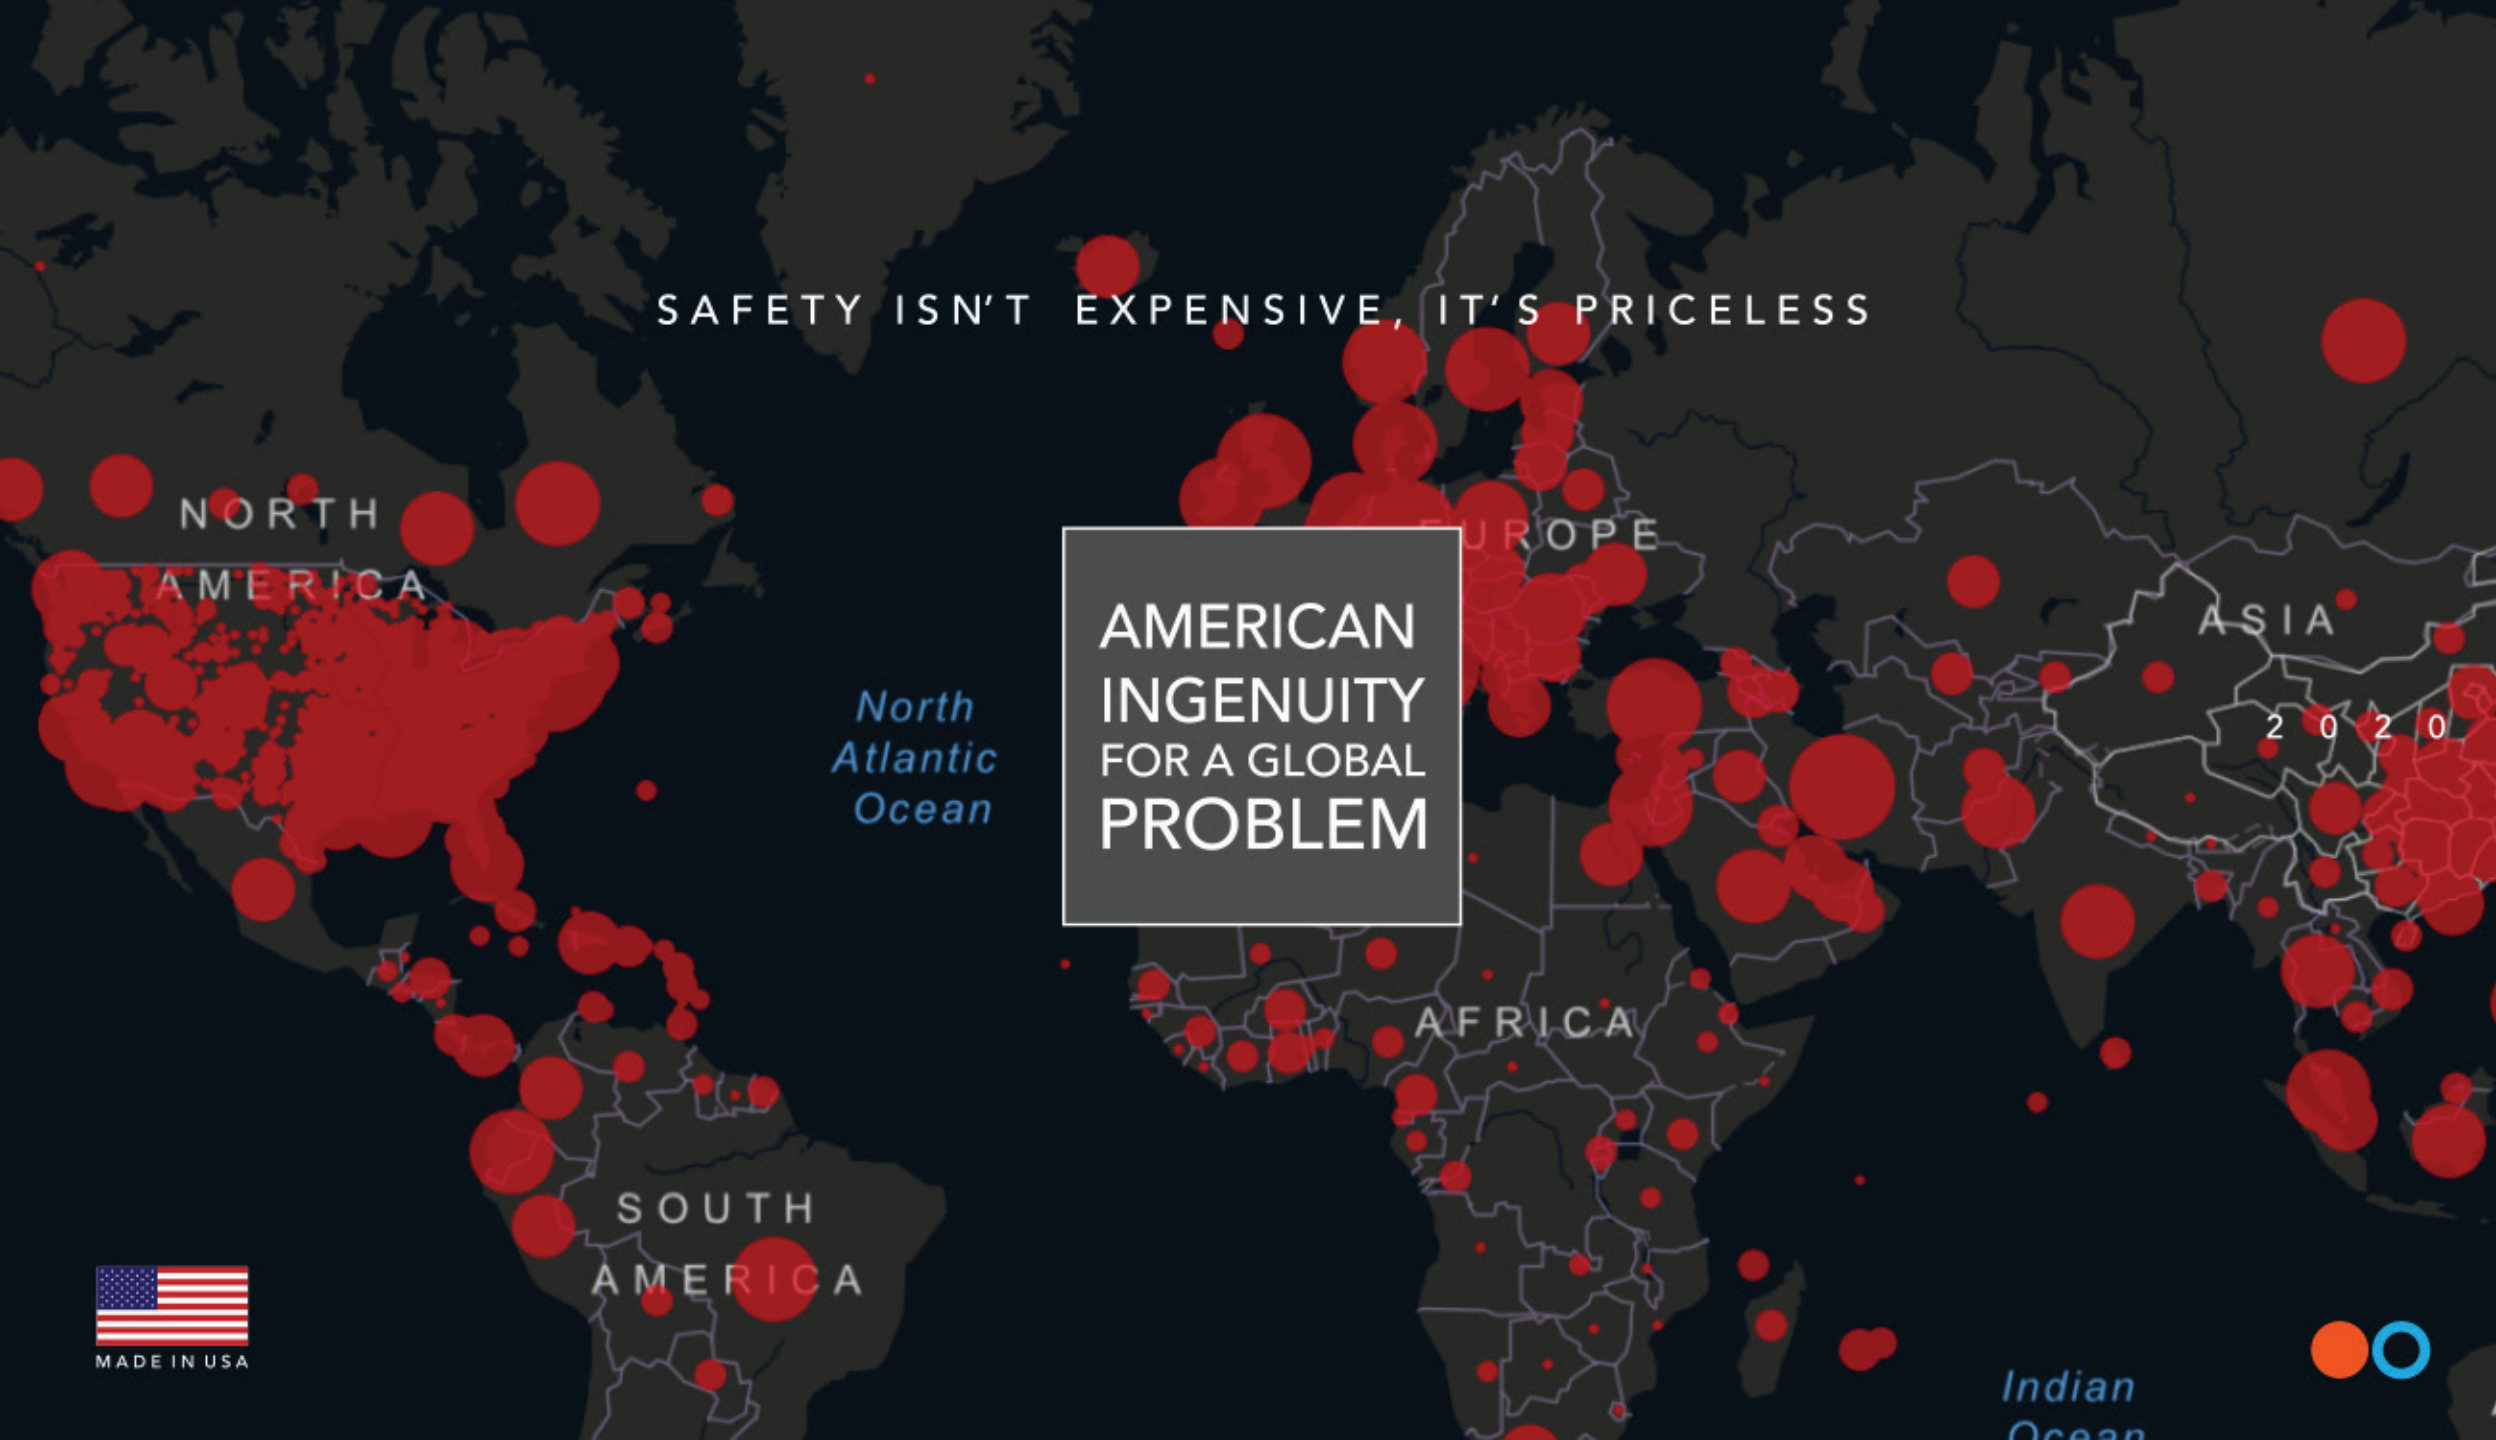 SAFETY ISN'T EXPENSIVE, IT'S PRICELESS
NORTH
AMERICA
EUROPE
ASIA
2020
North
Atlantic
Ocean
AMERICAN
INGENUITY
FOR A GLOBAL
PROBLEM
AFRICA
SOUTH
AMERICA
MADE IN USA
Indian
Ocean